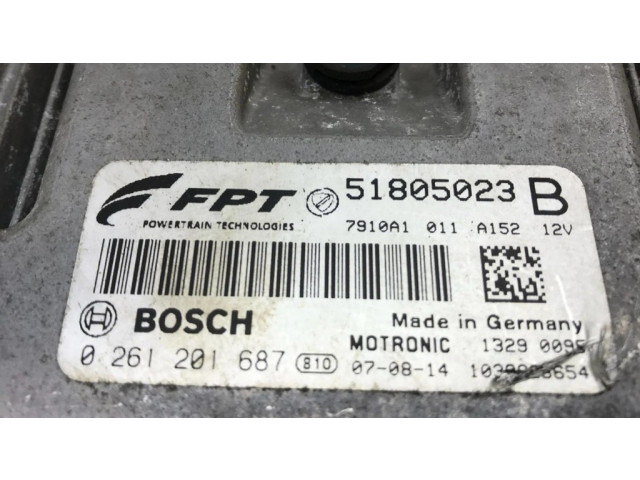 FPT 51805023 B
POWERTRAIN TECHNOLOGIES 7910A1 011 A152 12V
BOSCH Made in Germany
MOTRONIC 1329
0 261 201 687 810 07-08-14